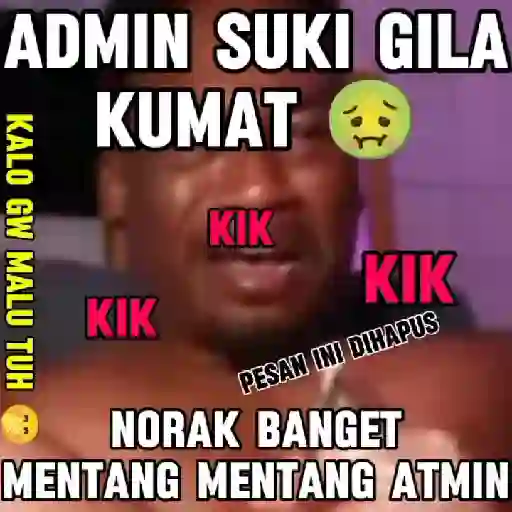 ADMIN SUKI GILA
KUMAT 🤢
KALO GW MALU TUH
KIK
KIK
KIK
PESAN INI DIHAPUS
NORAK BANGET
MENTANG MENTANG ATMIN